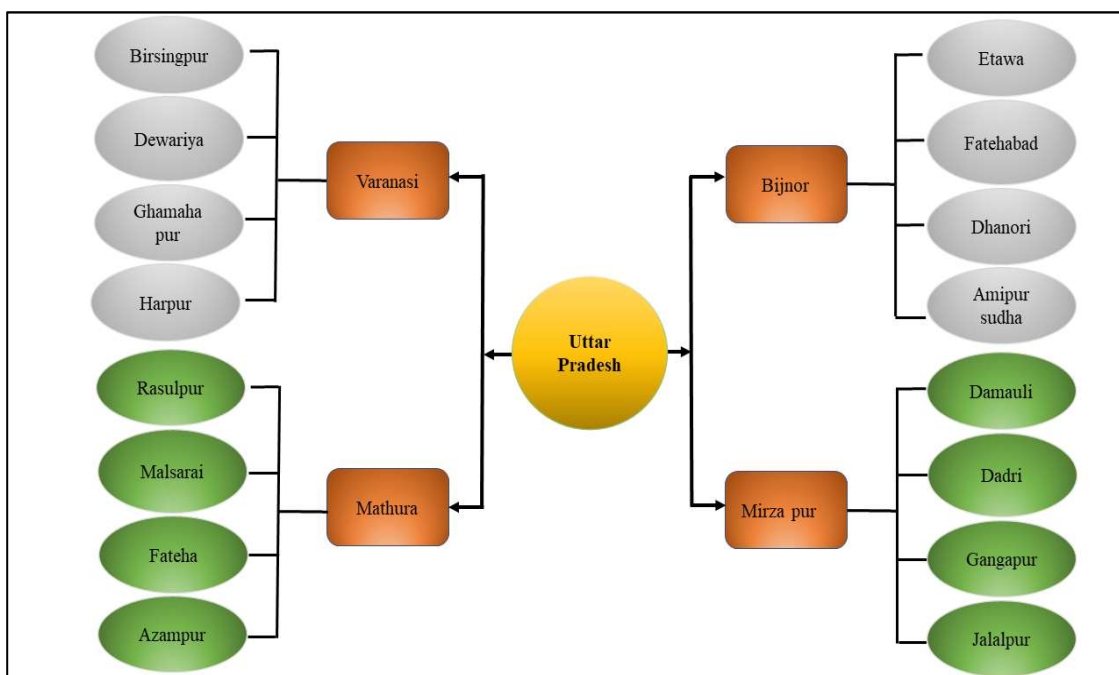 Birsingpur
Dewariya
Ghamaha
pur
Harpur
Varanasi
Rasulpur
Malsarai
Fateha
Azampur
Mathura
Uttar
Pradesh
Bijnor
Etawa
Fatehabad
Dhanori
Amipur
sudha
Mirza pur
Damauli
Dadri
Gangapur
Jalalpur